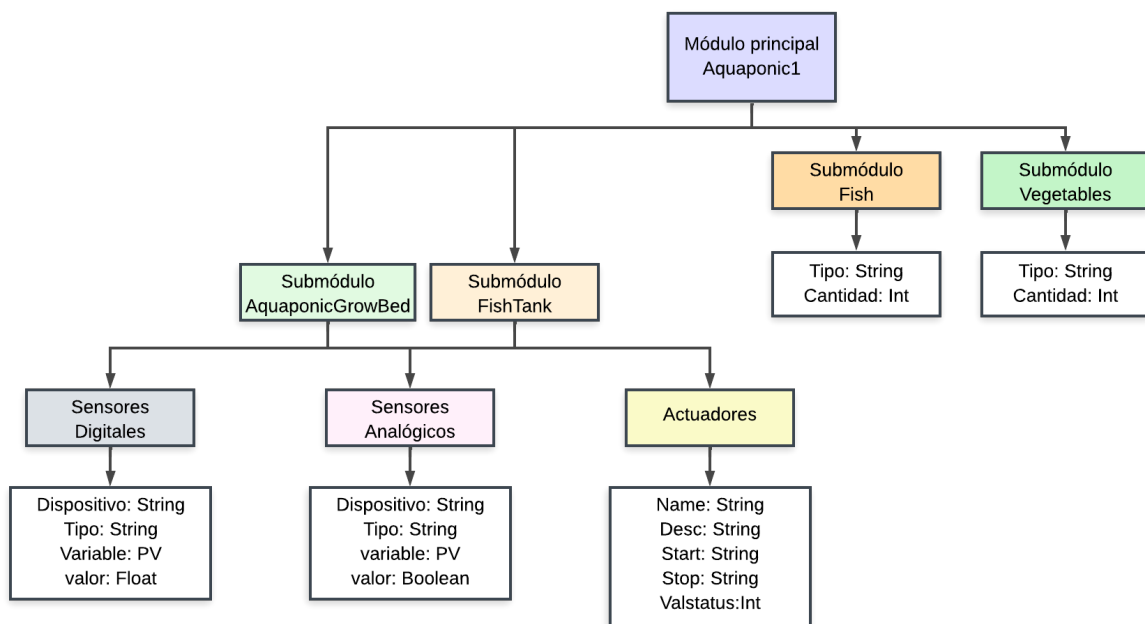 Módulo principal
Aquaponic1
Submódulo
Fish
Submódulo
Vegetables
Tipo: String
Cantidad: Int
Tipo: String
Cantidad: Int
Submódulo
AquaponicGrowBed
Submódulo
FishTank
Sensores
Digitales
Sensores
Analógicos
Actuadores
Dispositivo: String
Tipo: String
Variable: PV
valor: Float
Dispositivo: String
Tipo: String
variable: PV
valor: Boolean
Name: String
Desc: String
Start: String
Stop: String
Valstatus:Int